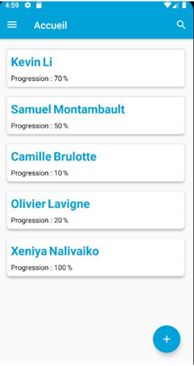 4:59
Accueil
Kevin Li
Progression : 70 %
Samuel Montambault
Progression : 50 %
Camille Brulotte
Progression : 10 %
Olivier Lavigne
Progression : 20 %
Xeniya Nalivaiko
Progression : 100 %
+